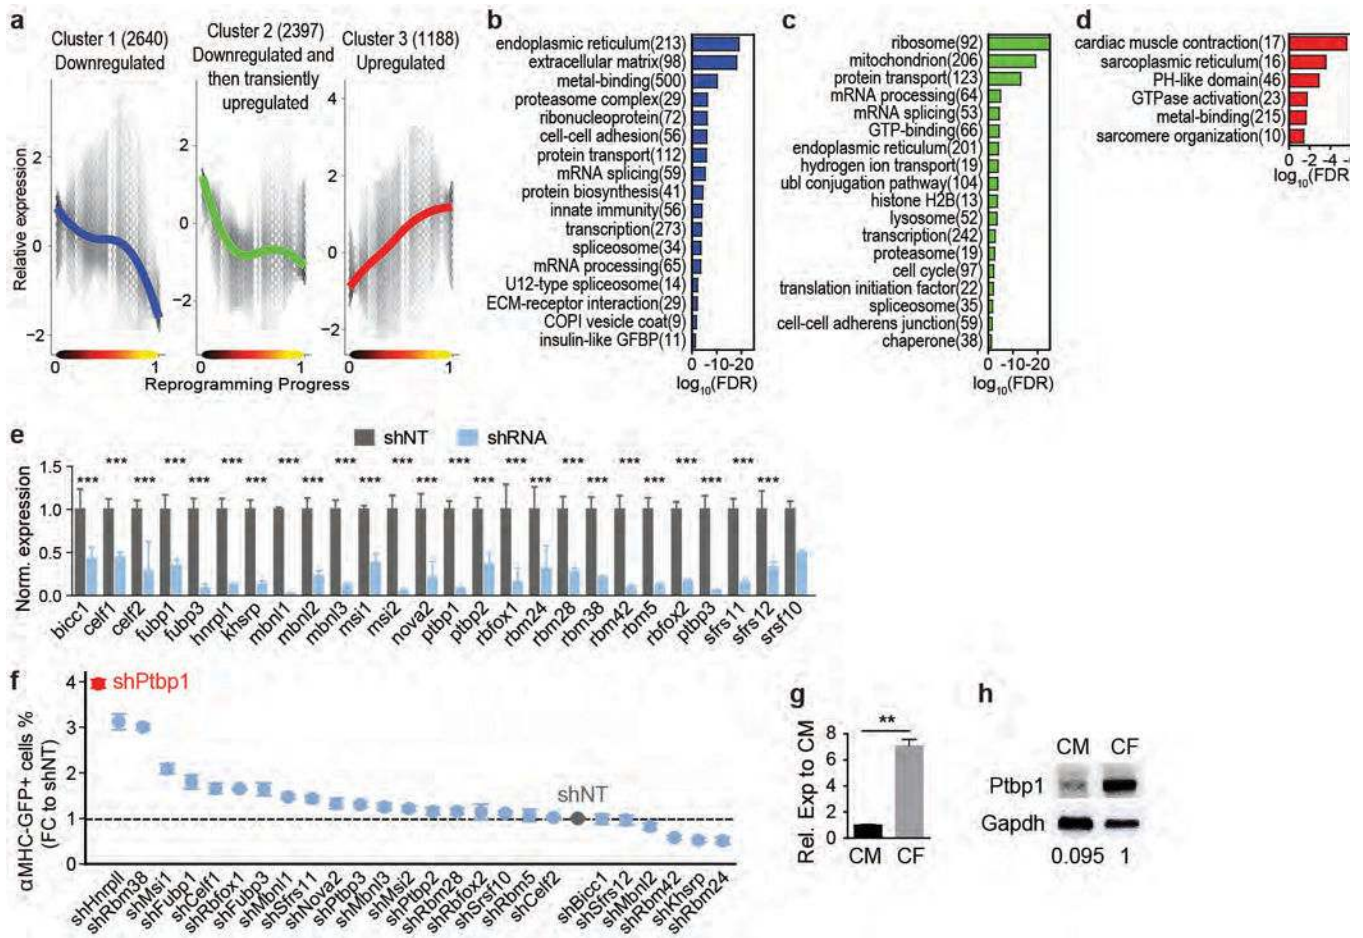 a
Cluster 1 (2640)
Downregulated
Cluster 2 (2397)
Downregulated and
then transiently
upregulated
Cluster 3 (1188)
Upregulated
Relative expression
2
0
−2
2
0
−2
4
2
0
−2
0
1
0
1
0
1
Reprogramming Progress
b
endoplasmic reticulum(213)
extracellular matrix(98)
metal-binding(500)
proteasome complex(29)
ribonucleoprotein(72)
cell-cell adhesion(56)
protein transport(112)
mRNA splicing(59)
protein biosynthesis(41)
innate immunity(56)
transcription(273)
spliceosome(34)
mRNA processing(65)
U12-type spliceosome(14)
ECM-receptor interaction(29)
COPI vesicle coat(9)
insulin-like GFBP(11)
0 -10-20
log10(FDR)
c
ribosome(92)
mitochondrion(206)
protein transport(123)
mRNA processing(64)
mRNA splicing(53)
GTP-binding(66)
endoplasmic reticulum(201)
hydrogen ion transport(19)
ubl conjugation pathway(104)
histone H2B(13)
lysosome(52)
transcription(242)
proteasome(19)
cell cycle(97)
translation initiation factor(22)
spliceosome(35)
cell-cell adherens junction(59)
chaperone(38)
0 -10-20
log10(FDR)
d
cardiac muscle contraction(17)
sarcoplasmic reticulum(16)
PH-like domain(46)
GTPase activation(23)
metal-binding(215)
sarcomere organization(10)
0 -2 -4
log10(FDR)
e
shNT
shRNA
*** *** *** *** *** *** *** *** *** *** *** ***
*** *** *** *** *** *** *** *** *** *** *** *** ***
Norm. expression
1.5
1.0
0.5
0.0
bicc1
celf1
celf2
fubp1
fubp3
hnrpl1
khsrp
mbnl1
mbnl2
mbnl3
msi1
msi2
nova2
ptbp1
ptbp2
rbfox1
rbm24
rbm28
rbm38
rbm42
rbm5
rbfox2
ptbp3
sfrs11
sfrs12
srsf10
f
αMHC-GFP+ cells %
(FC to shNT)
4
3
2
1
0
shPtbp1
shNT
shHnrpll
shRbm38
shMsi1
shFubp1
shCelf1
shRbfox1
shFubp3
shMbnl1
shSfrs11
shNova2
shPtbp3
shMbnl3
shMsi2
shPtbp2
shRbm28
shRbfox2
shSrsf10
shRbm5
shCelf2
shBicc1
shSfrs12
shMbnl2
shRbm42
shKhsrp
shRbm24
g
Rel. Exp to CM
**
8
6
4
2
0
CM CF
h
CM CF
Ptbp1
Gapdh
0.095 1